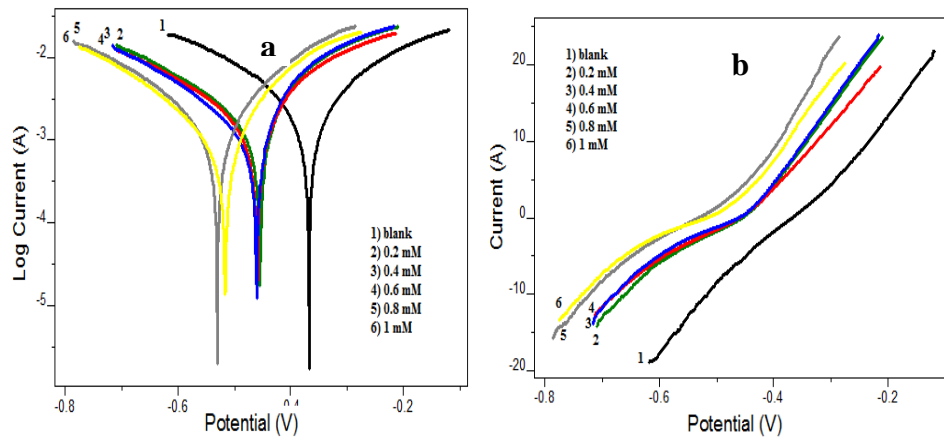 a
1
6 5
4 3 2
-2
-3
-4
-5
Log Current (A)
1) blank
2) 0.2 mM
3) 0.4 mM
4) 0.6 mM
5) 0.8 mM
6) 1 mM
-0.8
-0.6
-0.4
-0.2
Potential (V)
b
20
10
0
-10
-20
Current (A)
1) blank
2) 0.2 mM
3) 0.4 mM
4) 0.6 mM
5) 0.8 mM
6) 1 mM
6
5
4
3
2
1
-0.8
-0.6
-0.4
-0.2
Potential (V)